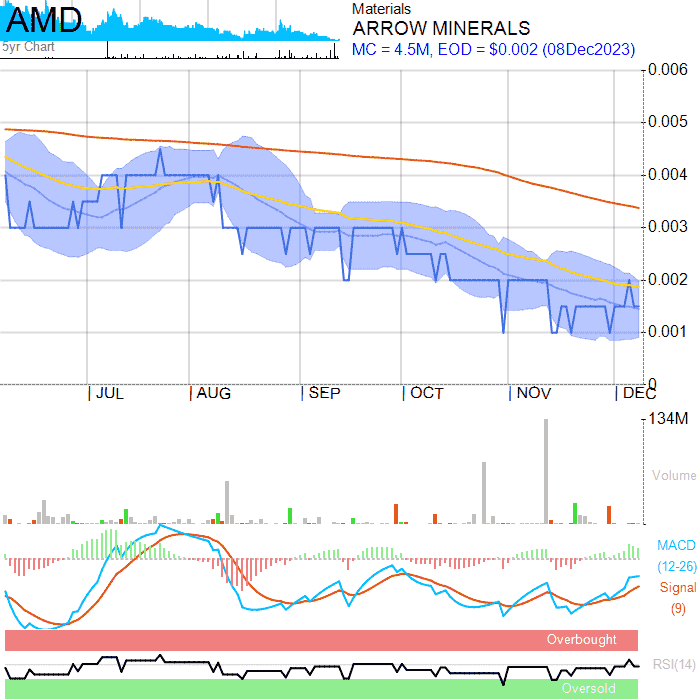 AMD
5yr Chart
Materials
ARROW MINERALS
MC = 4.5M, EOD = $0.002 (08Dec2023)
0.006
0.005
0.004
0.003
0.002
0.001
0
JUL AUG SEP OCT NOV DEC
134M
Volume
MACD
(12-26)
Signal
(9)
Overbought
RSI(14)
Oversold